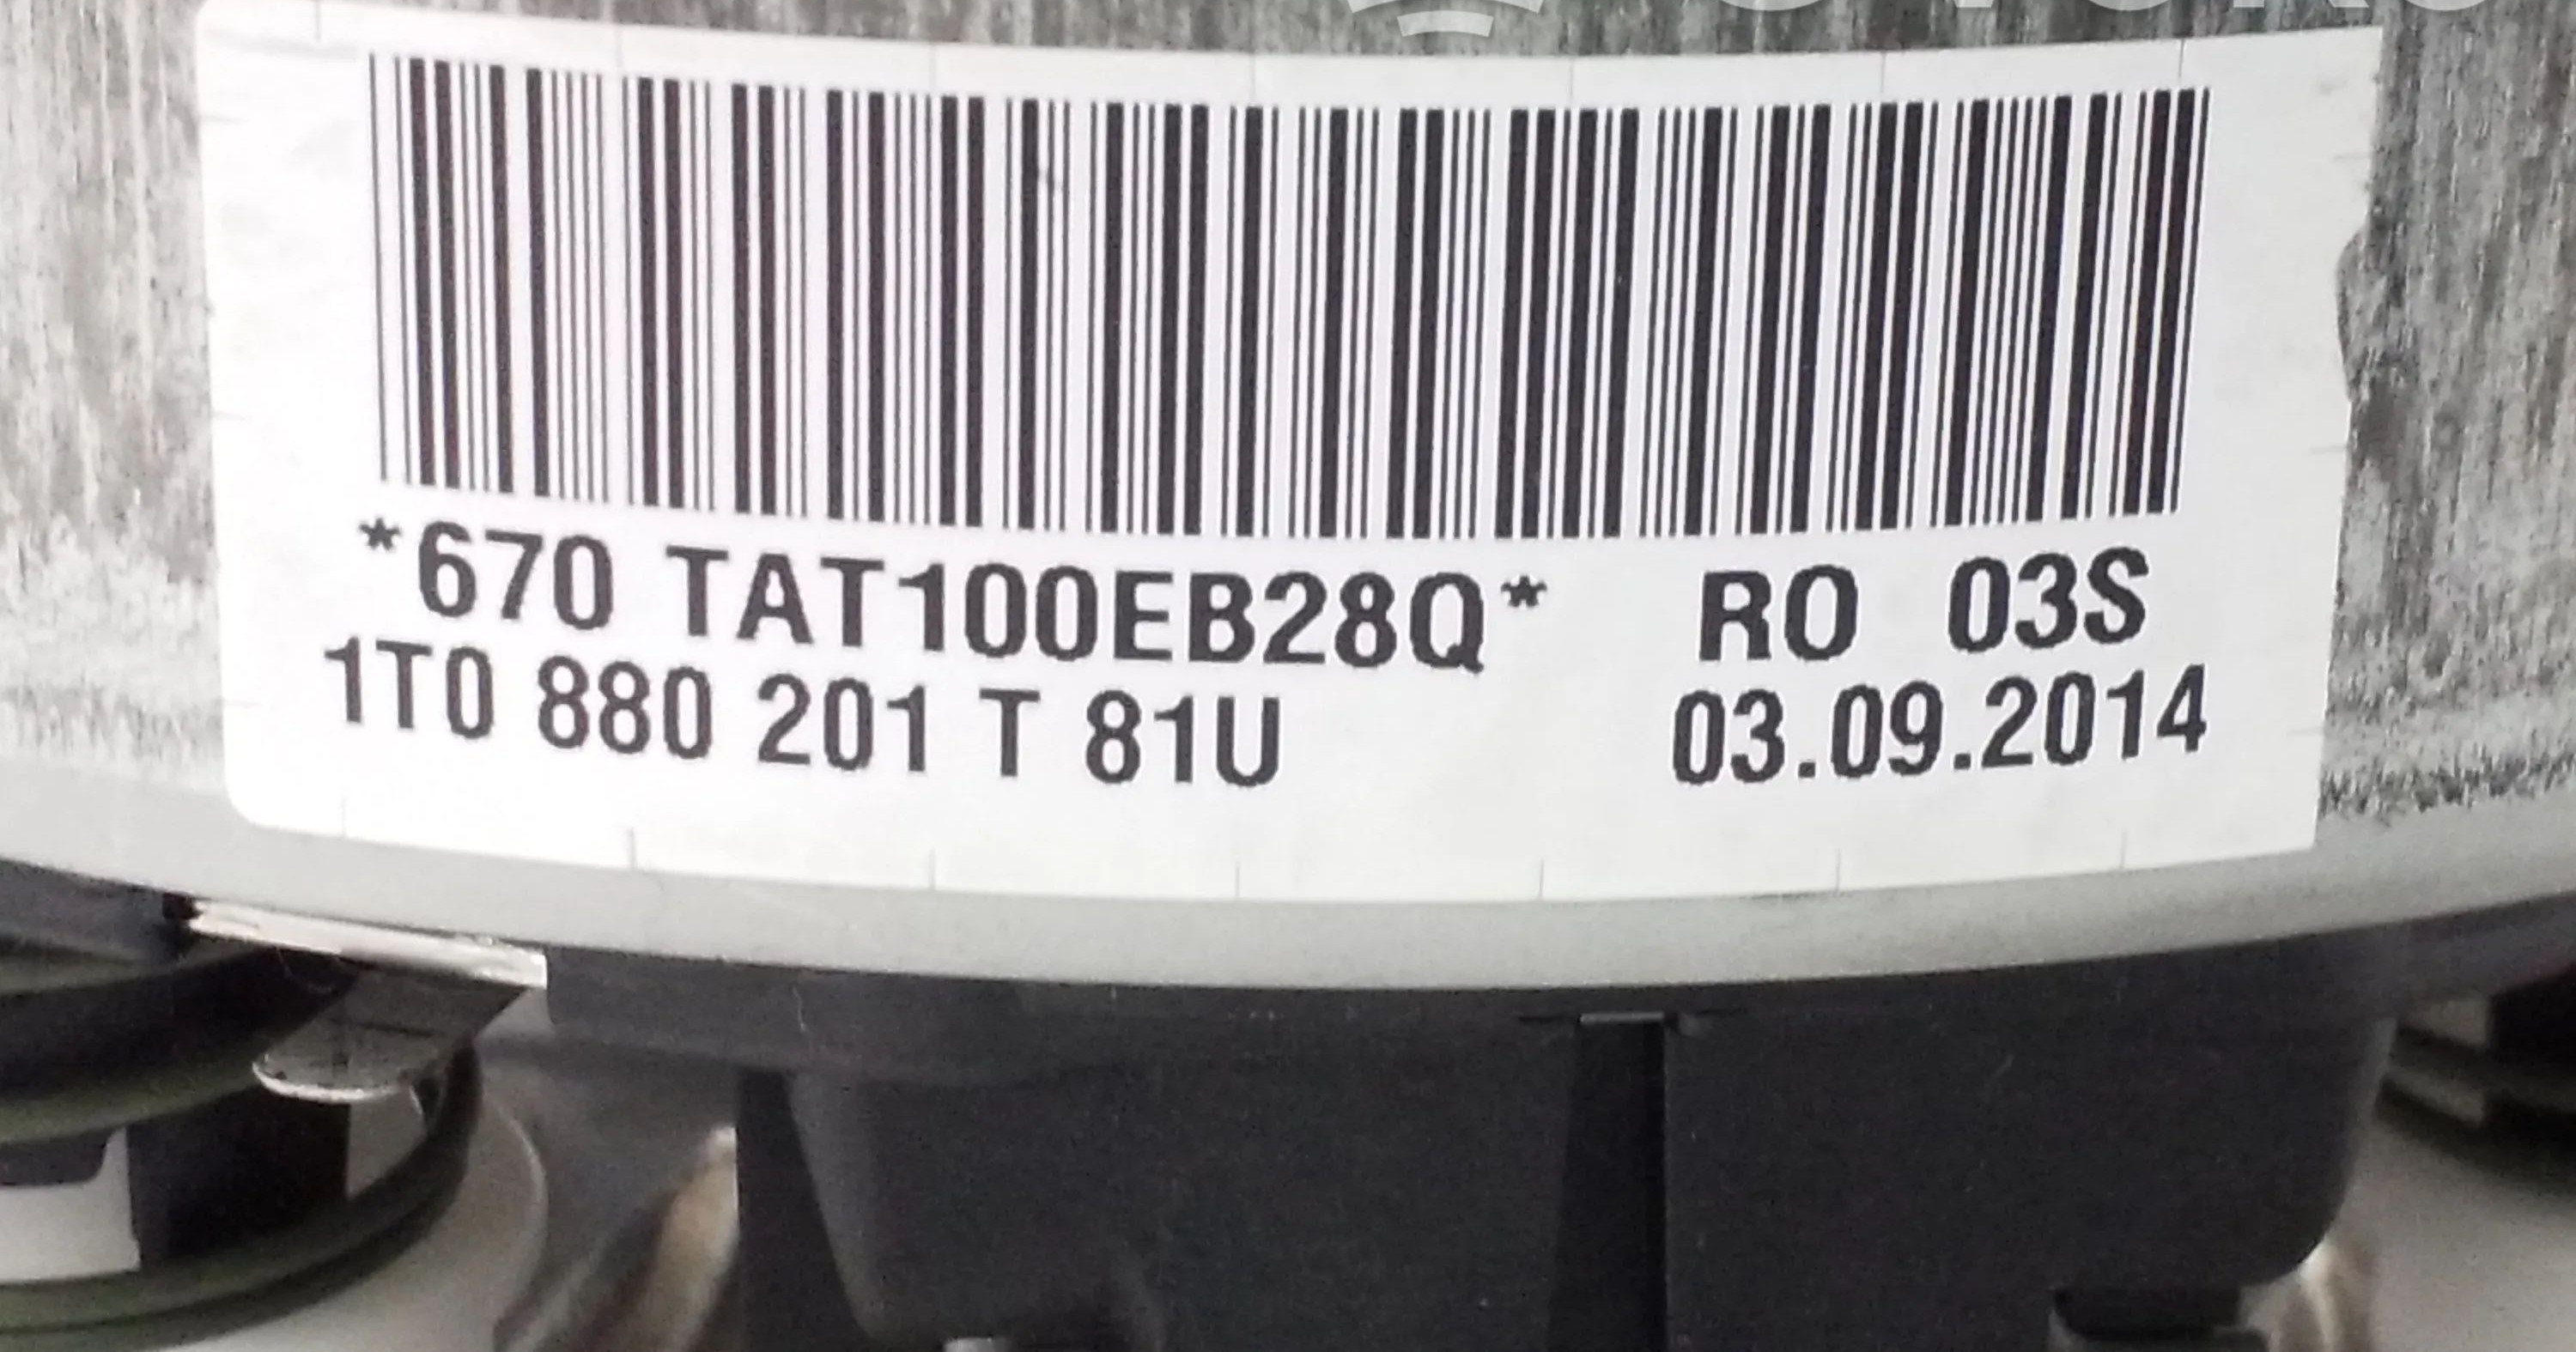 *670 TAT100EB28Q* RO 03S
1T0 880 201 T 81U 03.09.2014